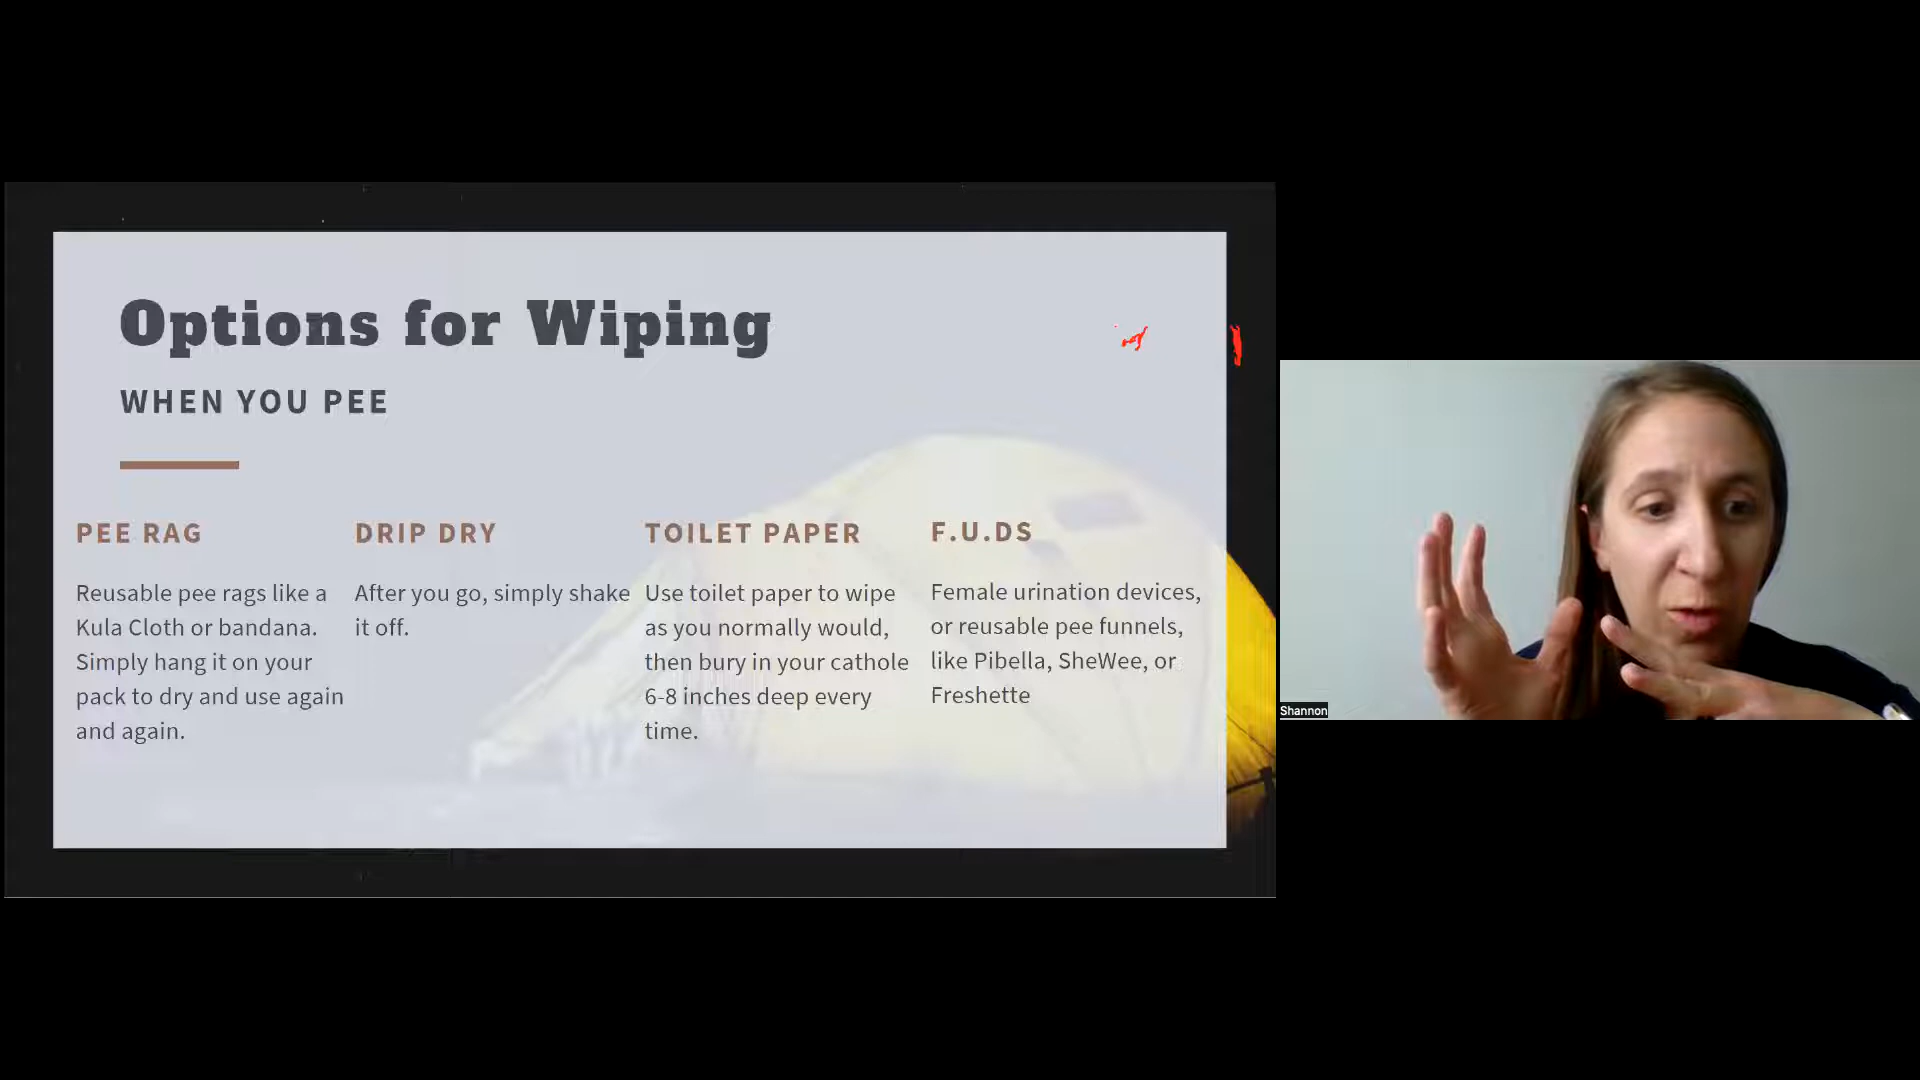 Options for Wiping
WHEN YOU PEE
PEE RAG
Reusable pee rags like a
Kula Cloth or bandana.
Simply hang it on your
pack to dry and use again
and again.
DRIP DRY
After you go, simply shake
it off.
TOILET PAPER
Use toilet paper to wipe
as you normally would,
then bury in your cathole
6-8 inches deep every
time.
F.U.DS
Female urination devices,
or reusable pee funnels,
like Pibella, SheWee, or
Freshette
Shannon